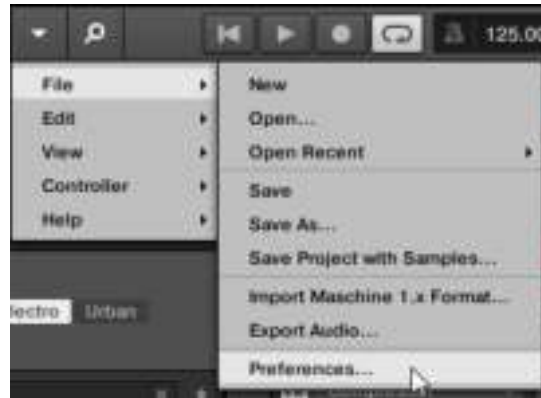 125.00
File
Edit
View
Controller
Help
New
Open...
Open Recent
Save
Save As...
Save Project with Samples...
Import Maschine 1.x Format...
Export Audio...
Preferences...
lectro Urban